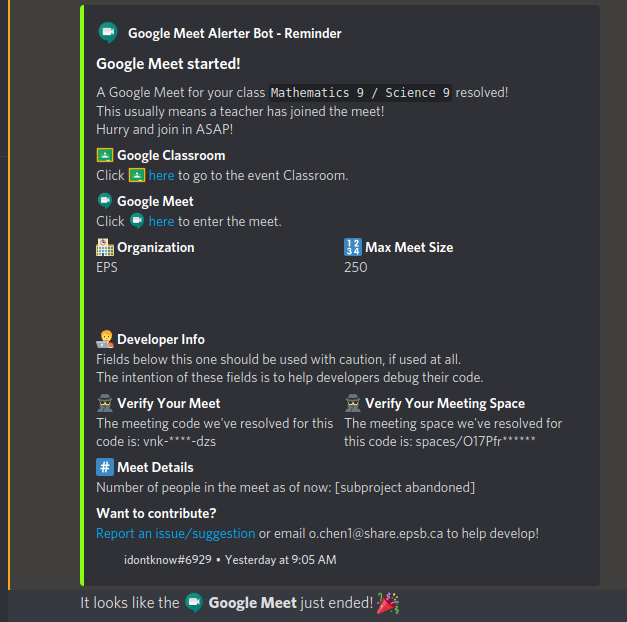 Google Meet Alerter Bot - Reminder
Google Meet started!
A Google Meet for your class Mathematics 9 / Science 9 resolved!
This usually means a teacher has joined the meet!
Hurry and join in ASAP!
Google Classroom
Click here to go to the event Classroom.
Google Meet
Click here to enter the meet.
Organization
EPS
1234 Max Meet Size
250
Developer Info
Fields below this one should be used with caution, if used at all.
The intention of these fields is to help developers debug their code.
Verify Your Meet
The meeting code we've resolved for this
code is: vnk-****-dzs
Verify Your Meeting Space
The meeting space we've resolved for
this code is: spaces/O17Pfr******
# Meet Details
Number of people in the meet as of now: [subproject abandoned]
Want to contribute?
Report an issue/suggestion or email o.chen1@share.epsb.ca to help develop!
idontknow#6929 • Yesterday at 9:05 AM
It looks like the Google Meet just ended!